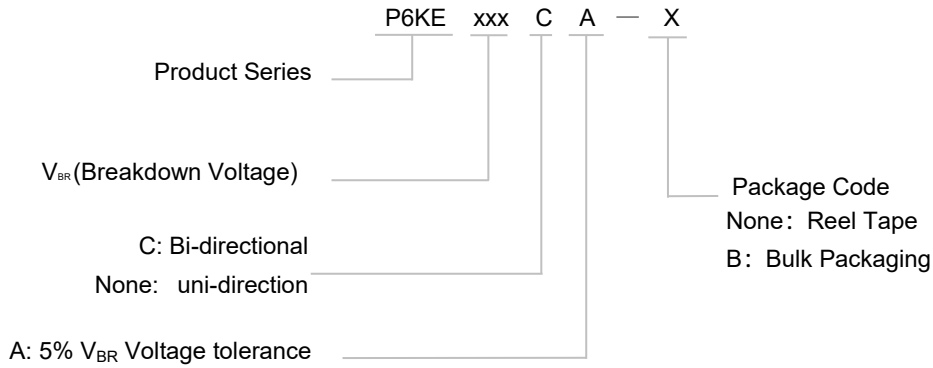 P6KE xxx C A — X
Product Series
VBR(Breakdown Voltage)
Package Code
None：Reel Tape
B：Bulk Packaging
C: Bi-directional
None: uni-direction
A: 5% VBR Voltage tolerance